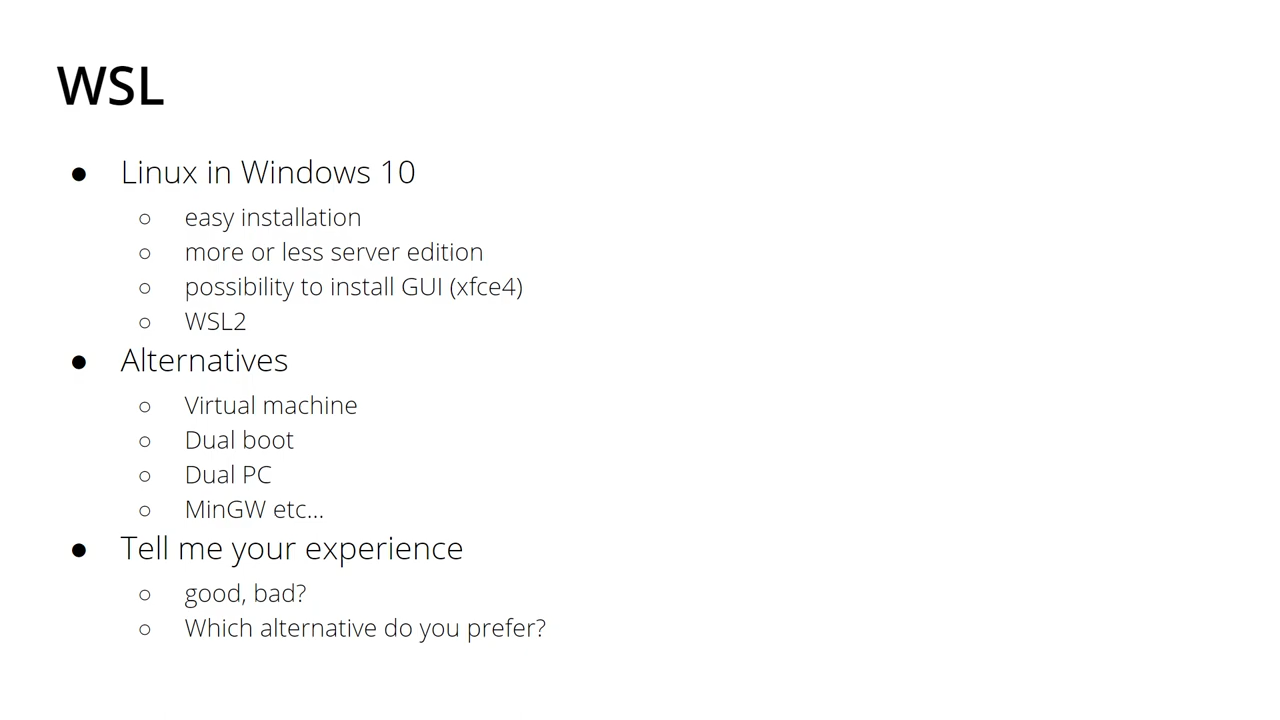 WSL
● Linux in Windows 10
○ easy installation
○ more or less server edition
○ possibility to install GUI (xfce4)
○ WSL2
● Alternatives
○ Virtual machine
○ Dual boot
○ Dual PC
○ MinGW etc...
● Tell me your experience
○ good, bad?
○ Which alternative do you prefer?